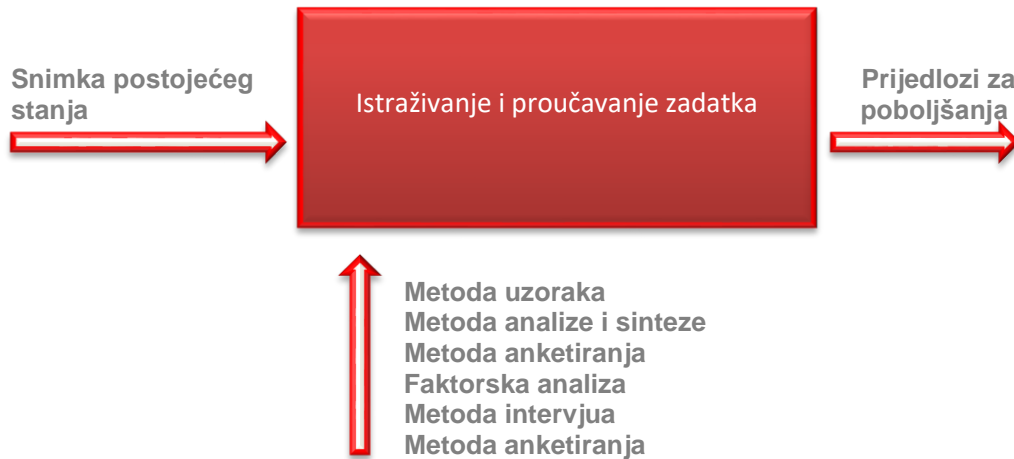 Snimka postojećeg
stanja
Istraživanje i proučavanje zadatka
Prijedlozi za
poboljšanja
Metoda uzoraka
Metoda analize i sinteze
Metoda anketiranja
Faktorska analiza
Metoda intervjua
Metoda anketiranja